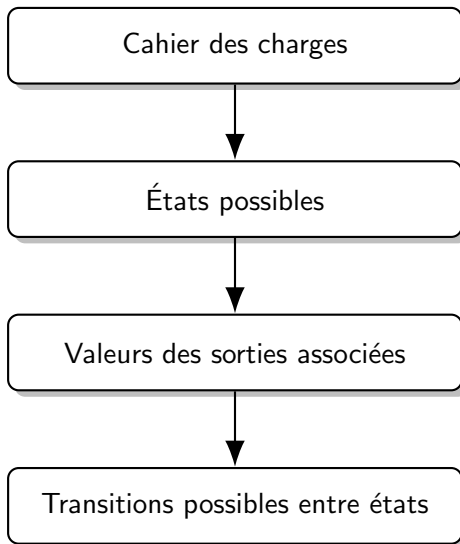 Cahier des charges
États possibles
Valeurs des sorties associées
Transitions possibles entre états